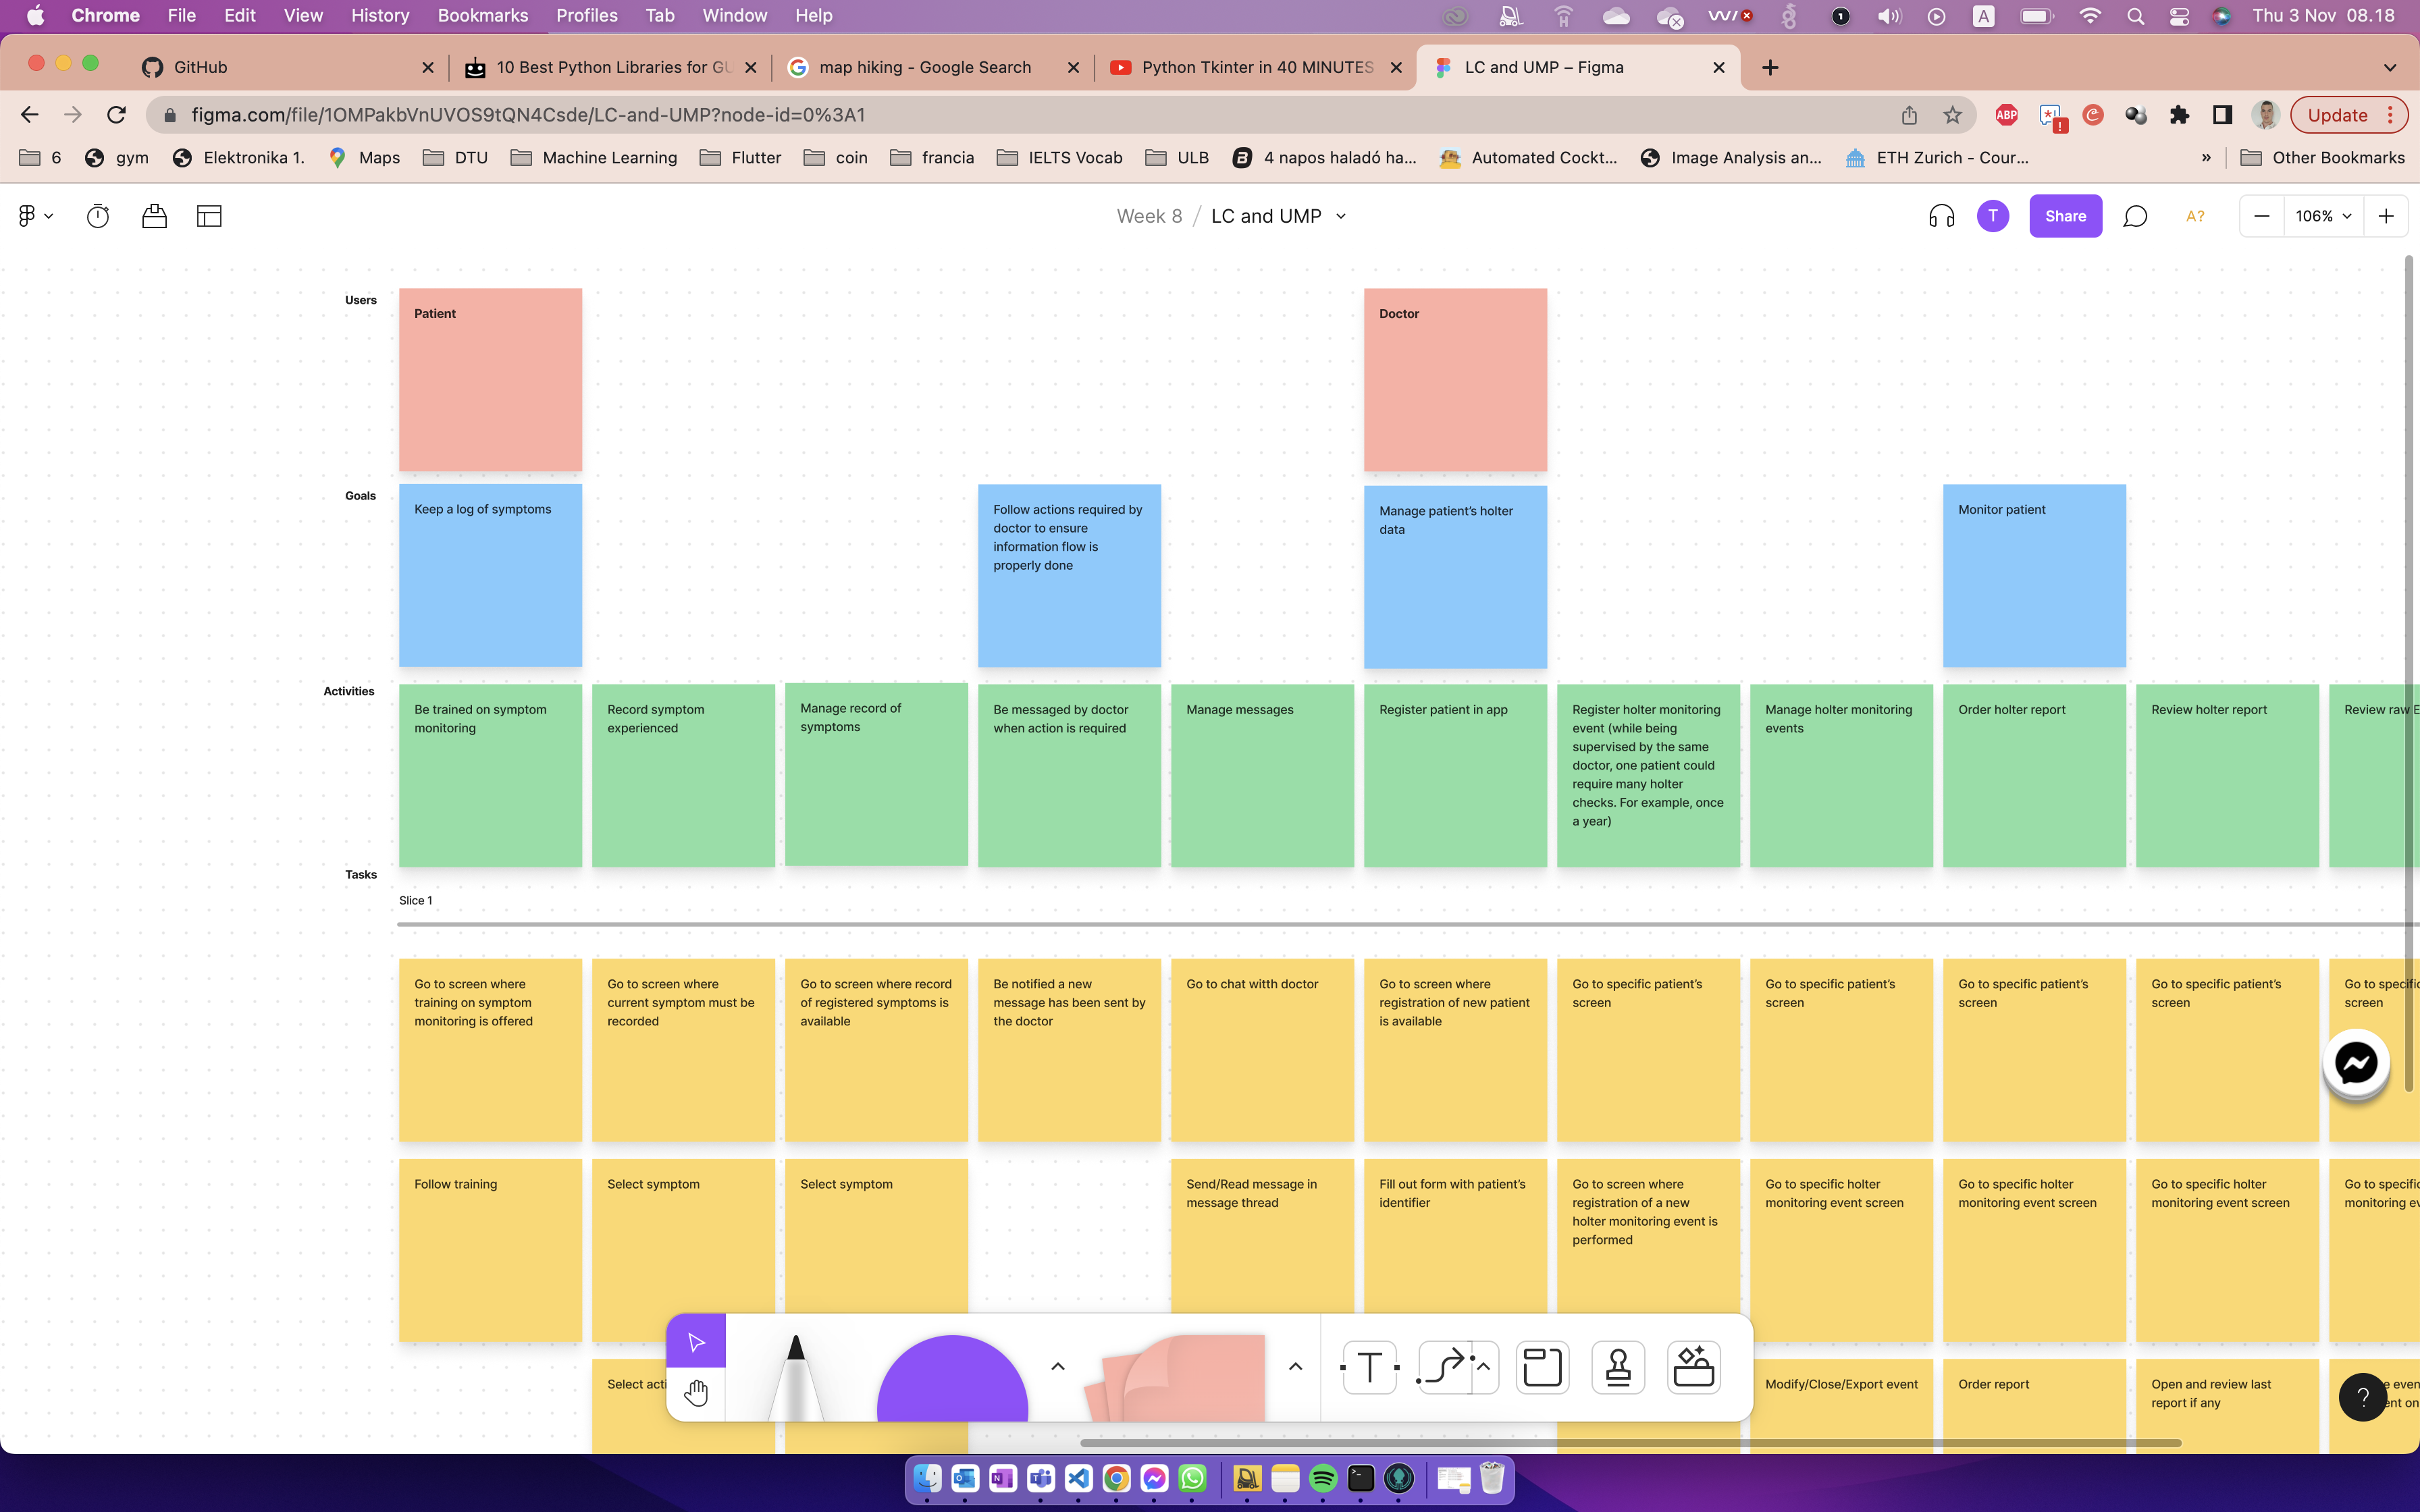 Chrome File Edit View History Bookmarks Profiles Tab Window Help
Thu 3 Nov 08.18
GitHub
10 Best Python Libraries for GU
map hiking - Google Search
Python Tkinter in 40 MINUTES
LC and UMP – Figma
figma.com/file/1OMPakbVnUVOS9tQN4Csde/LC-and-UMP?node-id=0%3A1
ABP
Update
6 gym Elektronika 1. Maps DTU Machine Learning Flutter coin francia IELTS Vocab ULB 4 napos haladó ha... Automated Cockt... Image Analysis an... ETH Zurich - Cour... » Other Bookmarks
Week 8 / LC and UMP
T
Share
A?
106%
Users
Patient
Doctor
Goals
Keep a log of symptoms
Follow actions required by
doctor to ensure
information flow is
properly done
Manage patient's holter
data
Monitor patient
Activities
Be trained on symptom
monitoring
Record symptom
experienced
Manage record of
symptoms
Be messaged by doctor
when action is required
Manage messages
Register patient in app
Register holter monitoring
event (while being
supervised by the same
doctor, one patient could
require many holter
checks. For example, once
a year)
Manage holter monitoring
events
Order holter report
Review holter report
Review raw E
Tasks
Slice 1
Go to screen where
training on symptom
monitoring is offered
Go to screen where
current symptom must be
recorded
Go to screen where record
of registered symptoms is
available
Be notified a new
message has been sent by
the doctor
Go to chat witth doctor
Go to screen where
registration of new patient
is available
Go to specific patient's
screen
Go to specific patient's
screen
Go to specific patient's
screen
Go to specific patient's
screen
Go to specific
screen
Follow training
Select symptom
Select symptom
Send/Read message in
message thread
Fill out form with patient's
identifier
Go to screen where
registration of a new
holter monitoring event is
performed
Go to specific holter
monitoring event screen
Go to specific holter
monitoring event screen
Go to specific holter
monitoring event screen
Go to specific
monitoring ev
Select acti
Modify/Close/Export event
Order report
Open and review last
report if any
T
?